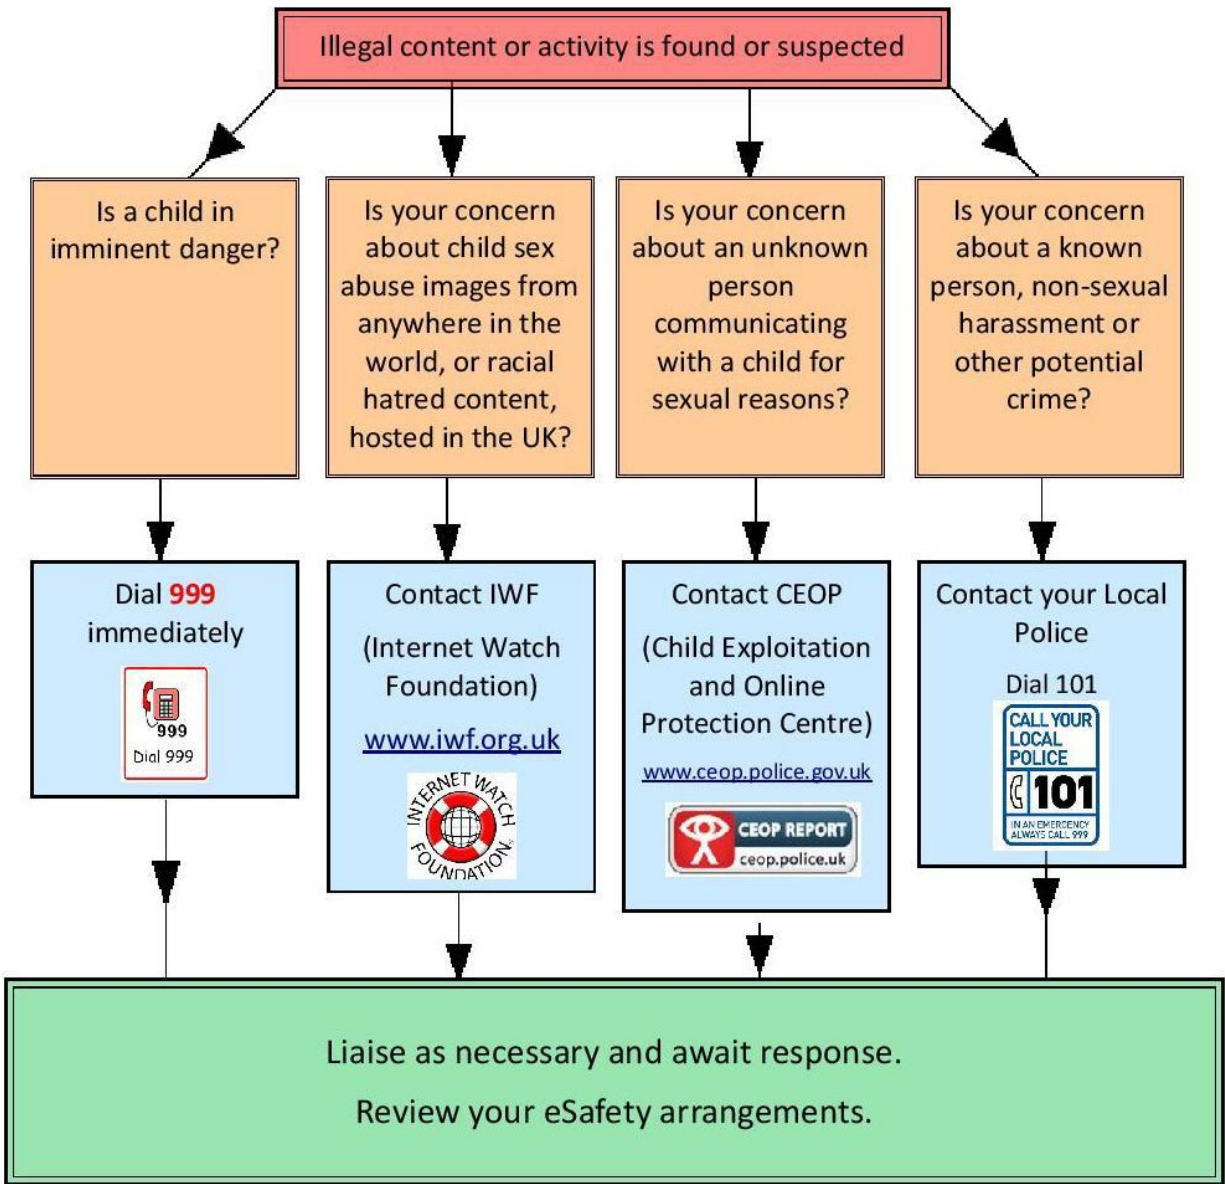 Illegal content or activity is found or suspected
Is a child in
imminent danger?
Is your concern
about child sex
abuse images from
anywhere in the
world, or racial
hatred content,
hosted in the UK?
Is your concern
about an unknown
person
communicating
with a child for
sexual reasons?
Is your concern
about a known
person, non-sexual
harassment or
other potential
crime?
Dial 999
immediately
999
Dial 999
Contact IWF
(Internet Watch
Foundation)
www.iwf.org.uk
INTERNET WATCH
FOUNDATION
Contact CEOP
(Child Exploitation
and Online
Protection Centre)
www.ceop.police.gov.uk
CEOP REPORT
ceop.police.uk
Contact your Local
Police
Dial 101
CALL YOUR
LOCAL
POLICE
101
IN AN EMERGENCY
ALWAYS CALL 999
Liaise as necessary and await response.
Review your eSafety arrangements.